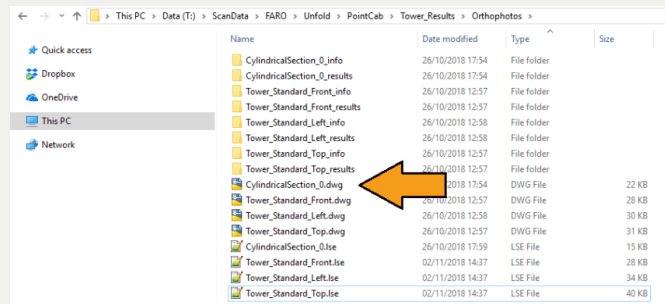 This PC > Data (T:) > ScanData > FARO > Unfold > PointCab > Tower_Results > Orthophotos >
Name Date modified Type Size
Quick access
Dropbox
OneDrive
This PC
Network
CylindricalSection_0_info 26/10/2018 17:54 File folder
CylindricalSection_0_results 26/10/2018 17:54 File folder
Tower_Standard_Front_info 26/10/2018 12:57 File folder
Tower_Standard_Front_results 26/10/2018 12:57 File folder
Tower_Standard_Left_info 26/10/2018 12:58 File folder
Tower_Standard_Left_results 26/10/2018 12:58 File folder
Tower_Standard_Top_info 26/10/2018 12:57 File folder
Tower_Standard_Top_results 26/10/2018 12:57 File folder
CylindricalSection_0.dwg 2018 17:54 DWG File 22 KB
Tower_Standard_Front.dwg 26/10/2018 12:57 DWG File 28 KB
Tower_Standard_Left.dwg 26/10/2018 12:58 DWG File 30 KB
Tower_Standard_Top.dwg 26/10/2018 12:57 DWG File 31 KB
CylindricalSection_0.lse 26/10/2018 17:59 LSE File 15 KB
Tower_Standard_Front.lse 02/11/2018 14:37 LSE File 28 KB
Tower_Standard_Left.lse 02/11/2018 14:37 LSE File 34 KB
Tower_Standard_Top.lse 02/11/2018 14:37 LSE File 40 KB